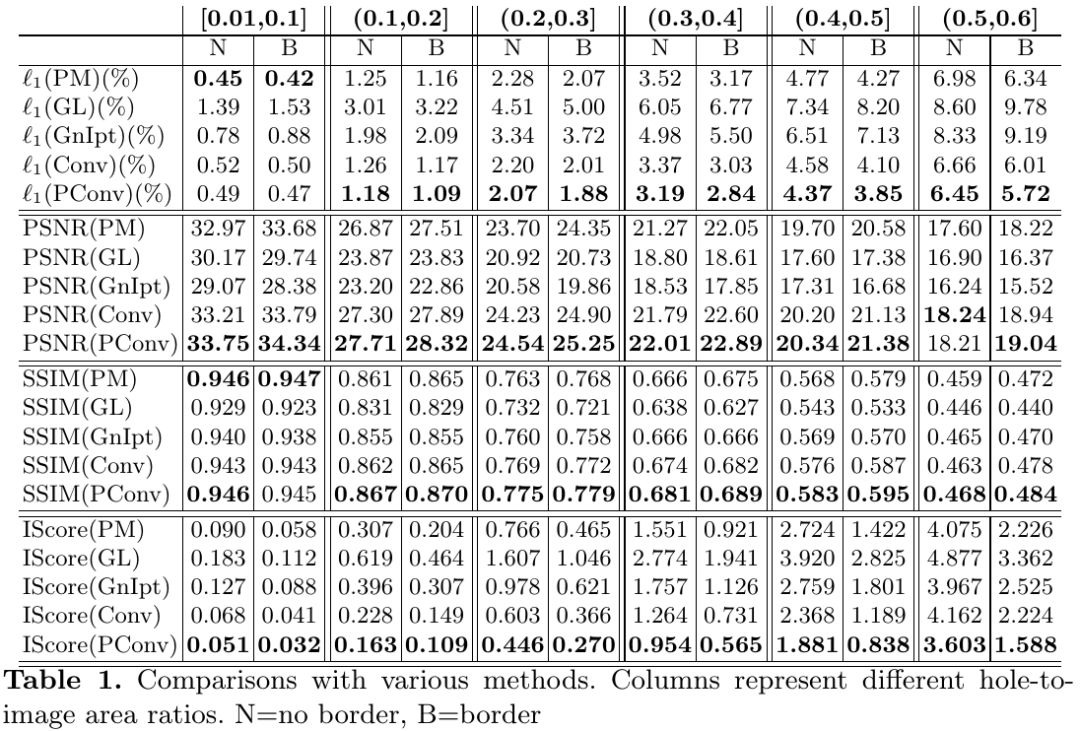 [0.01,0.1] (0.1,0.2] (0.2,0.3] (0.3,0.4] (0.4,0.5] (0.5,0.6]
N B N B N B N B N B N B
ℓ1(PM)(%) 0.45 0.42 1.25 1.16 2.28 2.07 3.52 3.17 4.77 4.27 6.98 6.34
ℓ1(GL)(%) 1.39 1.53 3.01 3.22 4.51 5.00 6.05 6.77 7.34 8.20 8.60 9.78
ℓ1(GnIpt)(%) 0.78 0.88 1.98 2.09 3.34 3.72 4.98 5.50 6.51 7.13 8.33 9.19
ℓ1(Conv)(%) 0.52 0.50 1.26 1.17 2.20 2.01 3.37 3.03 4.58 4.10 6.66 6.01
ℓ1(PConv)(%) 0.49 0.47 1.18 1.09 2.07 1.88 3.19 2.84 4.37 3.85 6.45 5.72
PSNR(PM) 32.97 33.68 26.87 27.51 23.70 24.35 21.27 22.05 19.70 20.58 17.60 18.22
PSNR(GL) 30.17 29.74 23.87 23.83 20.92 20.73 18.80 18.61 17.60 17.38 16.90 16.37
PSNR(GnIpt) 29.07 28.38 23.20 22.86 20.58 19.86 18.53 17.85 17.31 16.68 16.24 15.52
PSNR(Conv) 33.21 33.79 27.30 27.89 24.23 24.90 21.79 22.60 20.20 21.13 18.24 18.94
PSNR(PConv) 33.75 34.34 27.71 28.32 24.54 25.25 22.01 22.89 20.34 21.38 18.21 19.04
SSIM(PM) 0.946 0.947 0.861 0.865 0.763 0.768 0.666 0.675 0.568 0.579 0.459 0.472
SSIM(GL) 0.929 0.923 0.831 0.829 0.732 0.721 0.638 0.627 0.543 0.533 0.446 0.440
SSIM(GnIpt) 0.940 0.938 0.855 0.855 0.760 0.758 0.666 0.666 0.569 0.570 0.465 0.470
SSIM(Conv) 0.943 0.943 0.862 0.865 0.769 0.772 0.674 0.682 0.576 0.587 0.463 0.478
SSIM(PConv) 0.946 0.945 0.867 0.870 0.775 0.779 0.681 0.689 0.583 0.595 0.468 0.484
IScore(PM) 0.090 0.058 0.307 0.204 0.766 0.465 1.551 0.921 2.724 1.422 4.075 2.226
IScore(GL) 0.183 0.112 0.619 0.464 1.607 1.046 2.774 1.941 3.920 2.825 4.877 3.362
IScore(GnIpt) 0.127 0.088 0.396 0.307 0.978 0.621 1.757 1.126 2.759 1.801 3.967 2.525
IScore(Conv) 0.068 0.041 0.228 0.149 0.603 0.366 1.264 0.731 2.368 1.189 4.162 2.224
IScore(PConv) 0.051 0.032 0.163 0.109 0.446 0.270 0.954 0.565 1.881 0.838 3.603 1.588
Table 1. Comparisons with various methods. Columns represent different hole-to-
image area ratios. N=no border, B=border